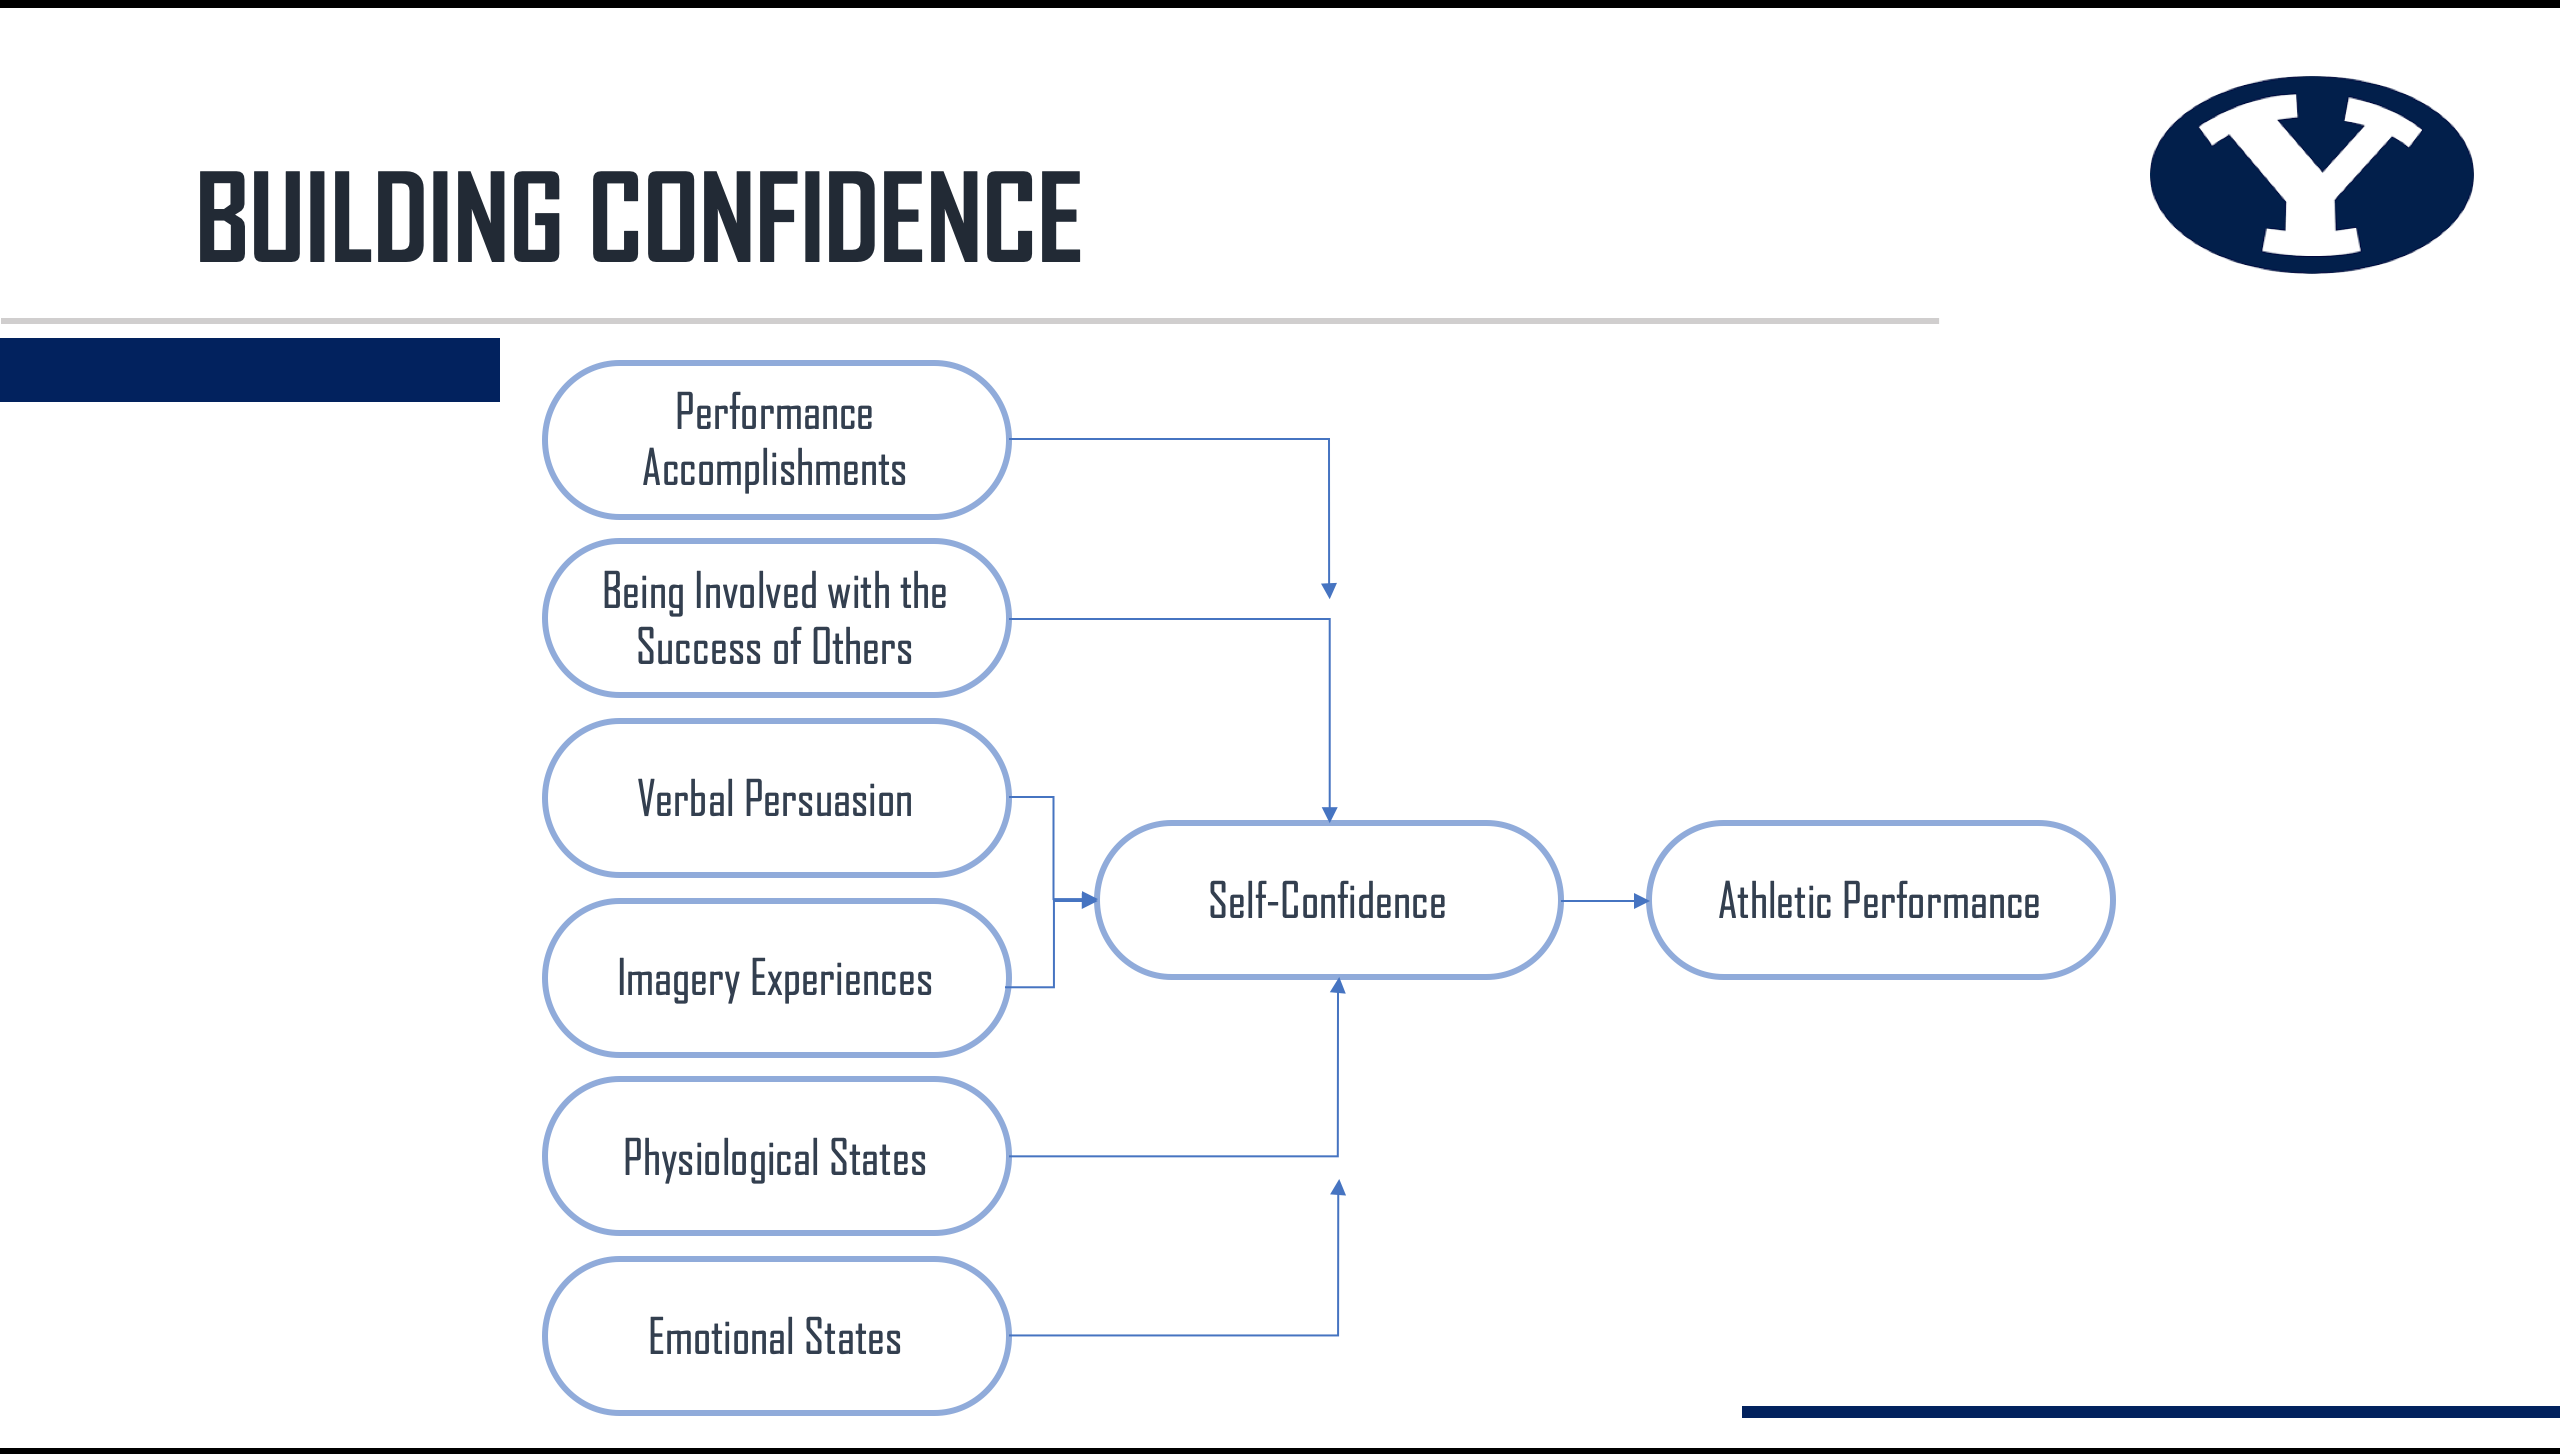 Y
BUILDING CONFIDENCE
Performance
Accomplishments
Being Involved with the
Success of Others
Verbal Persuasion
Imagery Experiences
Physiological States
Emotional States
Self-Confidence
Athletic Performance